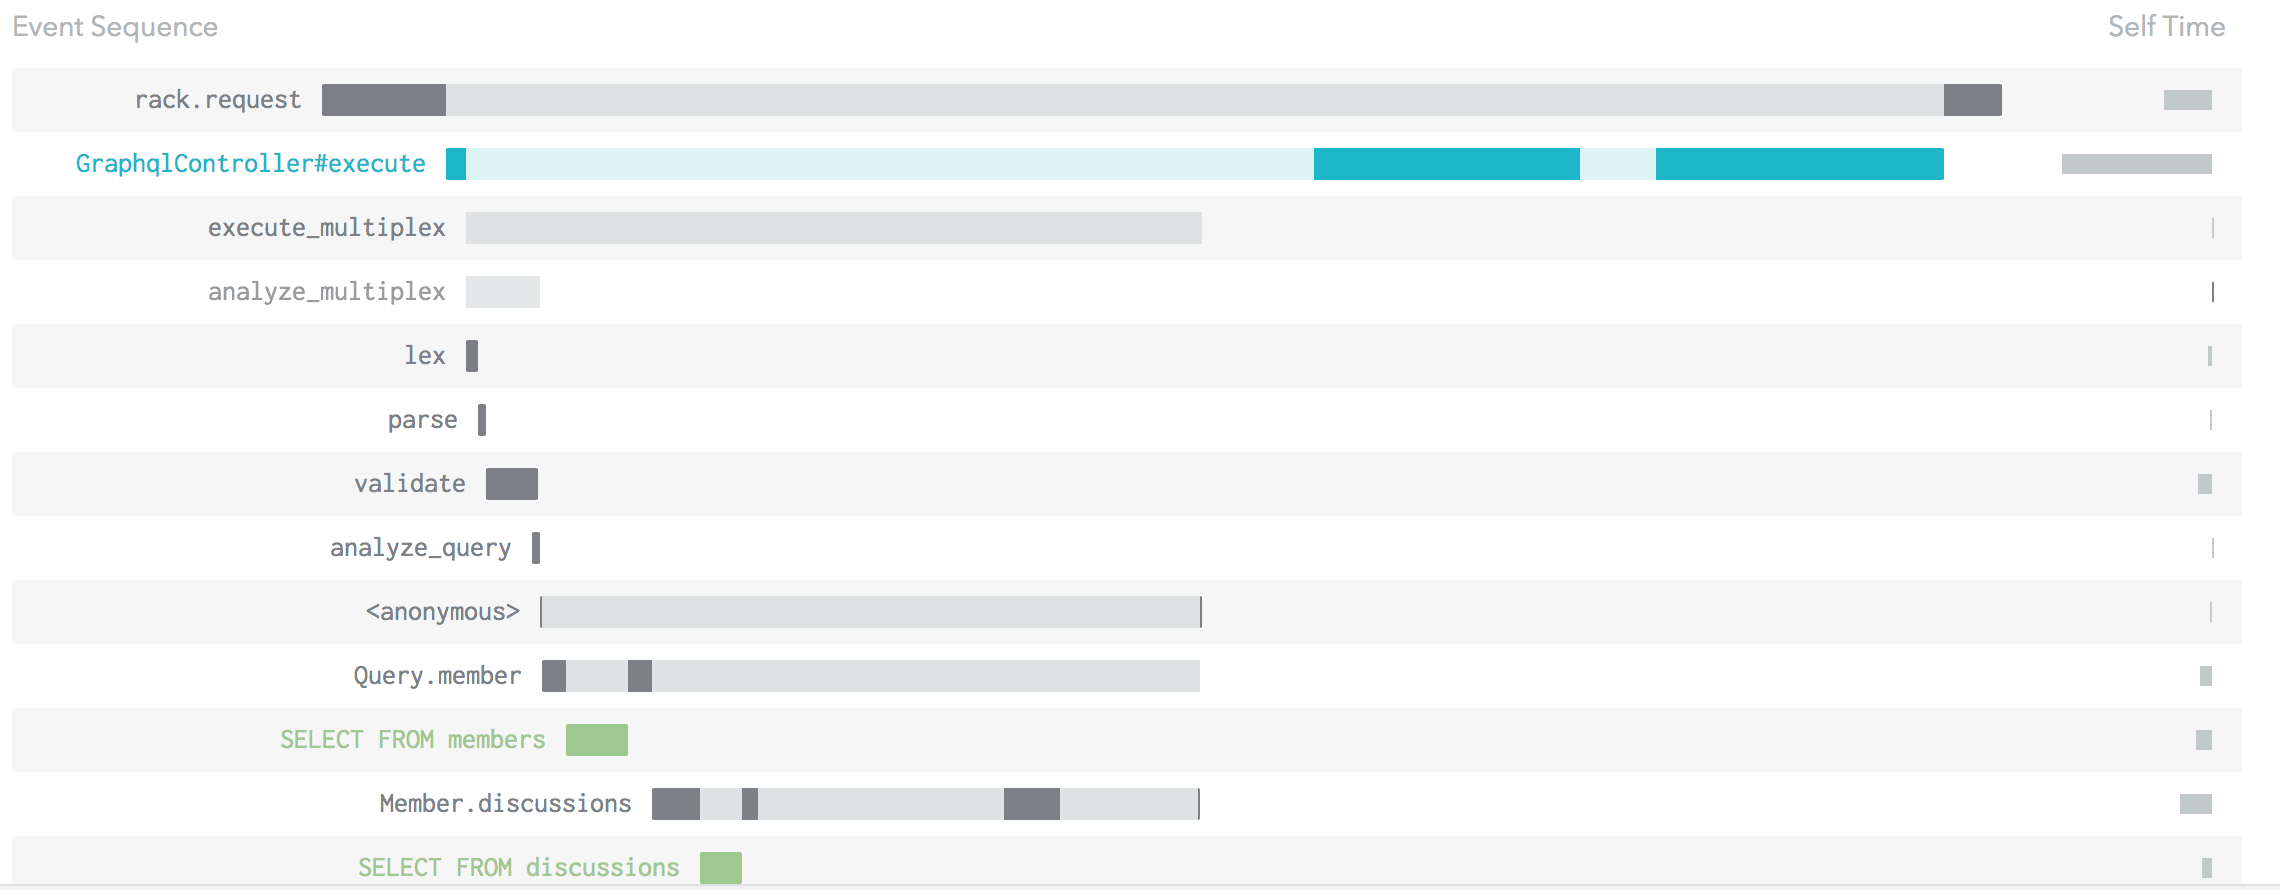 Event Sequence
Self Time
rack.request
GraphqlController#execute
execute_multiplex
analyze_multiplex
lex
parse
validate
analyze_query
<anonymous>
Query.member
SELECT FROM members
Member.discussions
SELECT FROM discussions